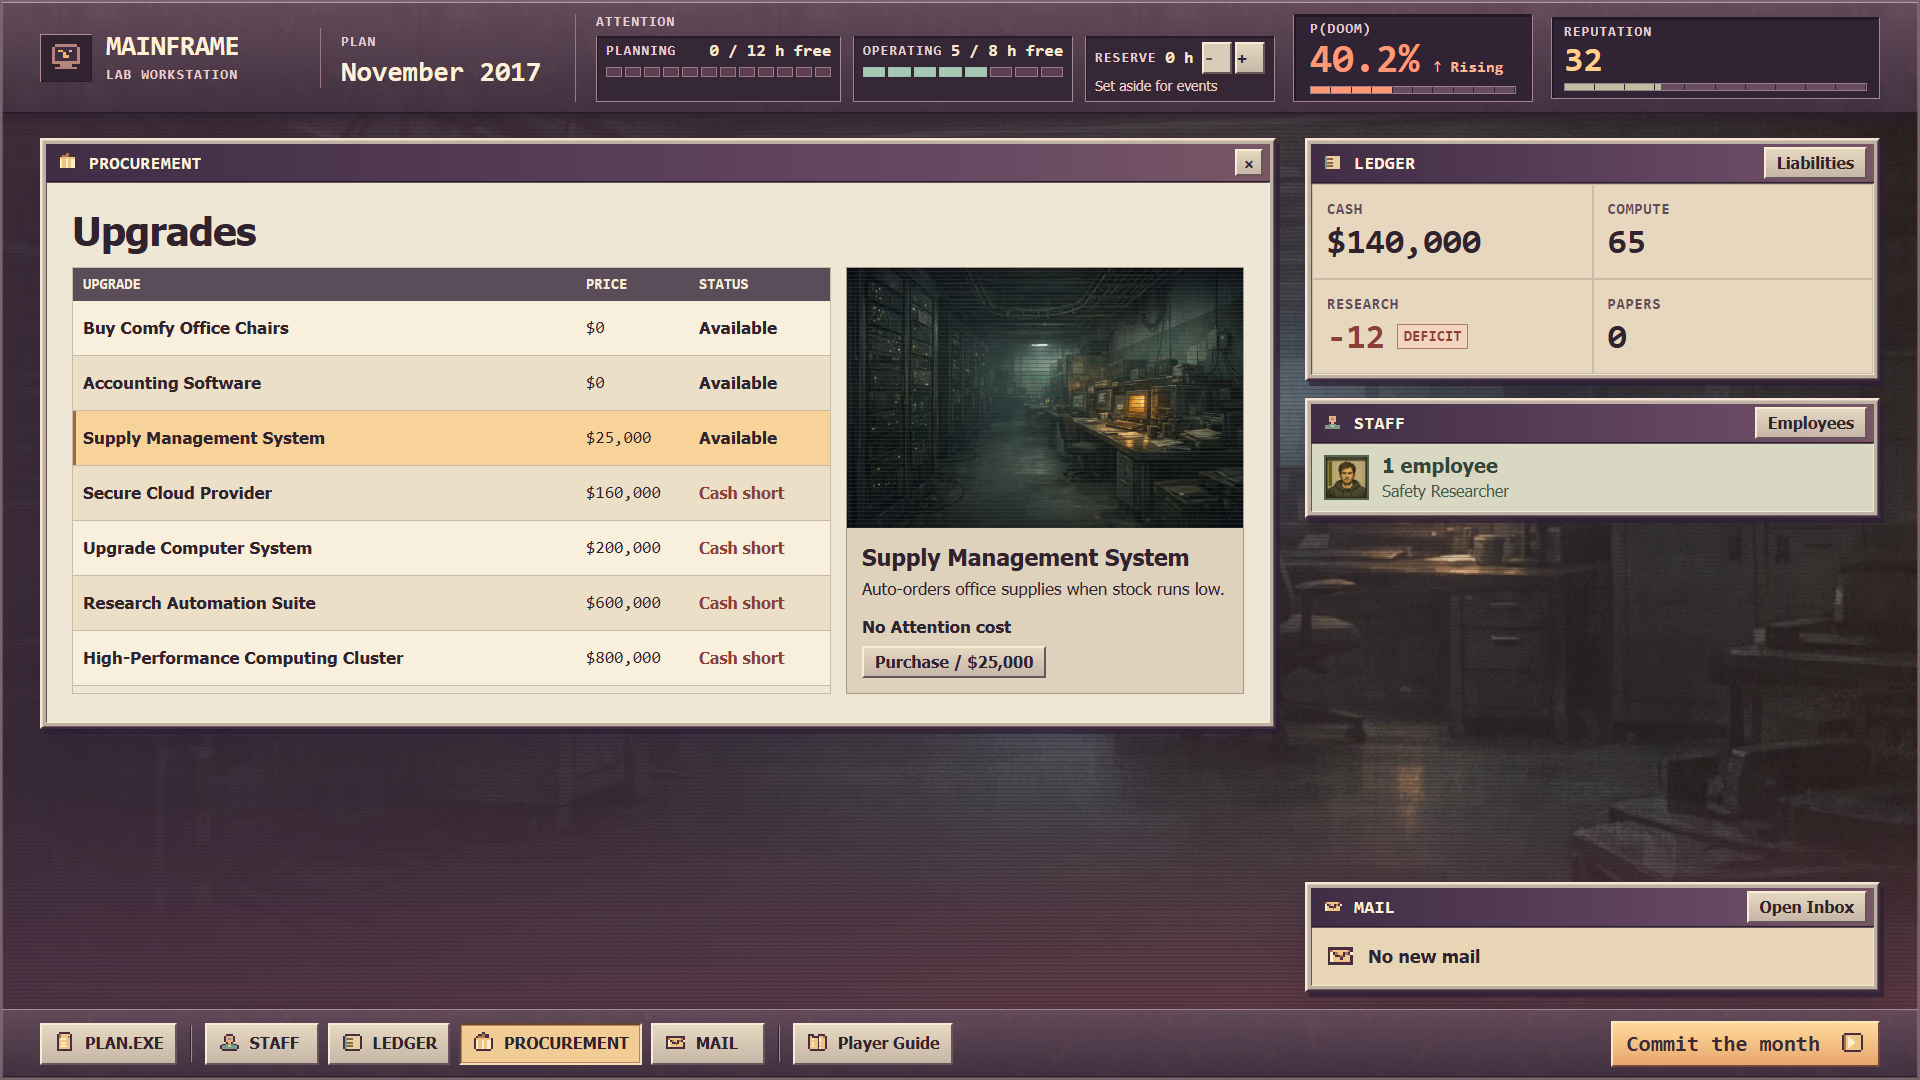 MAINFRAME
LAB WORKSTATION
PLAN
November 2017
ATTENTION
PLANNING 0 / 12 h free
OPERATING 5 / 8 h free
RESERVE 0 h - +
Set aside for events
P(DOOM)
40.2% ↑ Rising
REPUTATION
32
PROCUREMENT ×
Upgrades
UPGRADE PRICE STATUS
Buy Comfy Office Chairs $0 Available
Accounting Software $0 Available
Supply Management System $25,000 Available
Secure Cloud Provider $160,000 Cash short
Upgrade Computer System $200,000 Cash short
Research Automation Suite $600,000 Cash short
High-Performance Computing Cluster $800,000 Cash short
Supply Management System
Auto-orders office supplies when stock runs low.
No Attention cost
Purchase / $25,000
LEDGER Liabilities
CASH
$140,000
COMPUTE
65
RESEARCH
-12 DEFICIT
PAPERS
0
STAFF Employees
1 employee
Safety Researcher
MAIL Open Inbox
No new mail
PLAN.EXE STAFF LEDGER PROCUREMENT MAIL Player Guide Commit the month